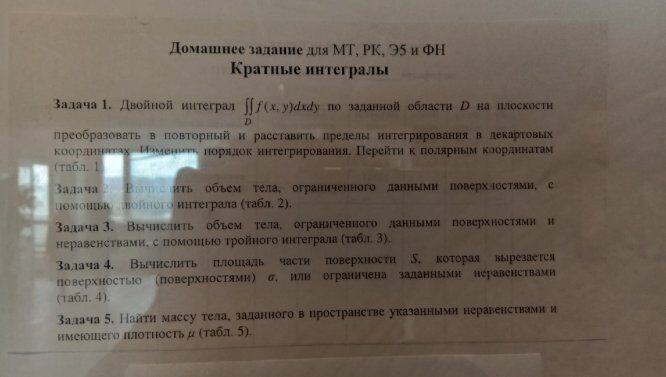 Домашнее задание для МТ, РК, Э5 и ФН
Кратные интегралы
Задача 1. Двойной интеграл ∬f(x, y)dxdy по заданной области D на плоскости
D
преобразовать в повторный и расставить пределы интегрирования в декартовых
координатах. Изменить порядок интегрирования. Перейти к полярным координатам
(табл. 1)
Задача 2. Вычислить объем тела, ограниченного данными поверхностями, с
помощью двойного интеграла (табл. 2).
Задача 3. Вычислить объем тела, ограниченного данными поверхностями и
неравенствами, с помощью тройного интеграла (табл. 3).
Задача 4. Вычислить площадь части поверхности S, которая вырезается
поверхностью (поверхностями) σ, или ограничена заданными неравенствами
(табл. 4).
Задача 5. Найти массу тела, заданного в пространстве указанными неравенствами и
имеющего плотность μ (табл. 5).